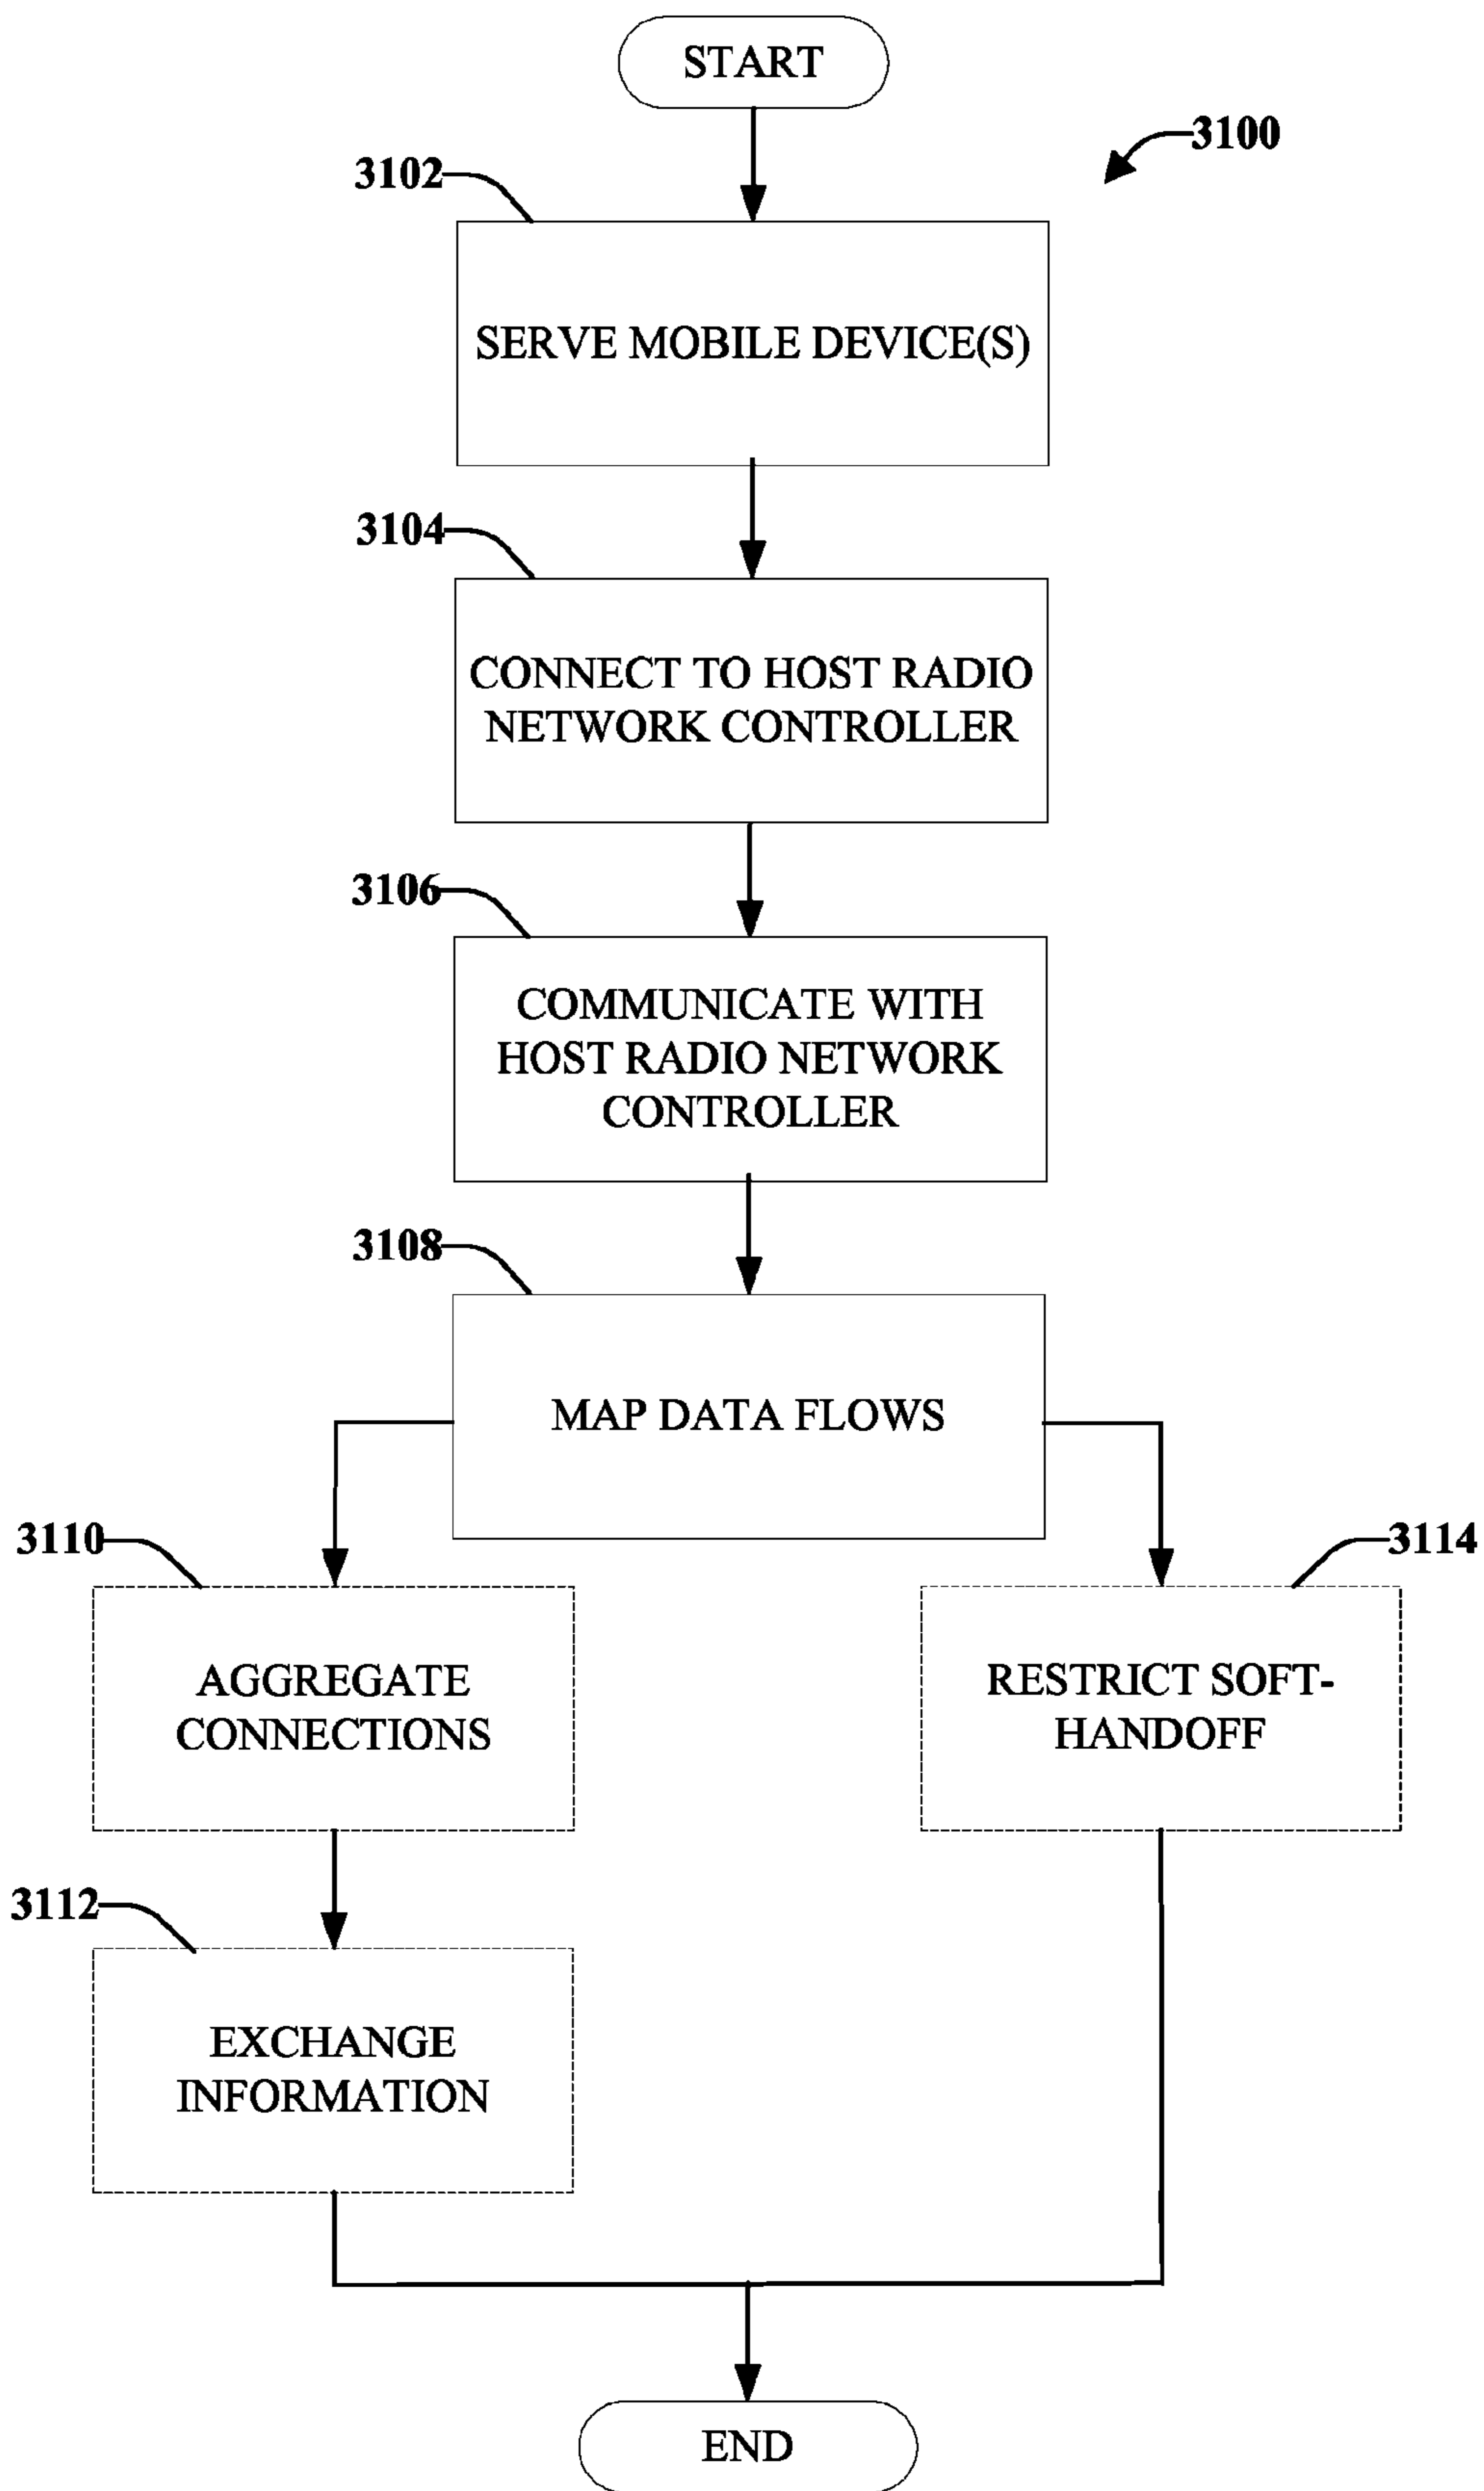 START
3100
3102
SERVE MOBILE DEVICE(S)
3104
CONNECT TO HOST RADIO
NETWORK CONTROLLER
3106
COMMUNICATE WITH
HOST RADIO NETWORK
CONTROLLER
3108
MAP DATA FLOWS
3110
AGGREGATE
CONNECTIONS
3114
RESTRICT SOFT-
HANDOFF
3112
EXCHANGE
INFORMATION
END